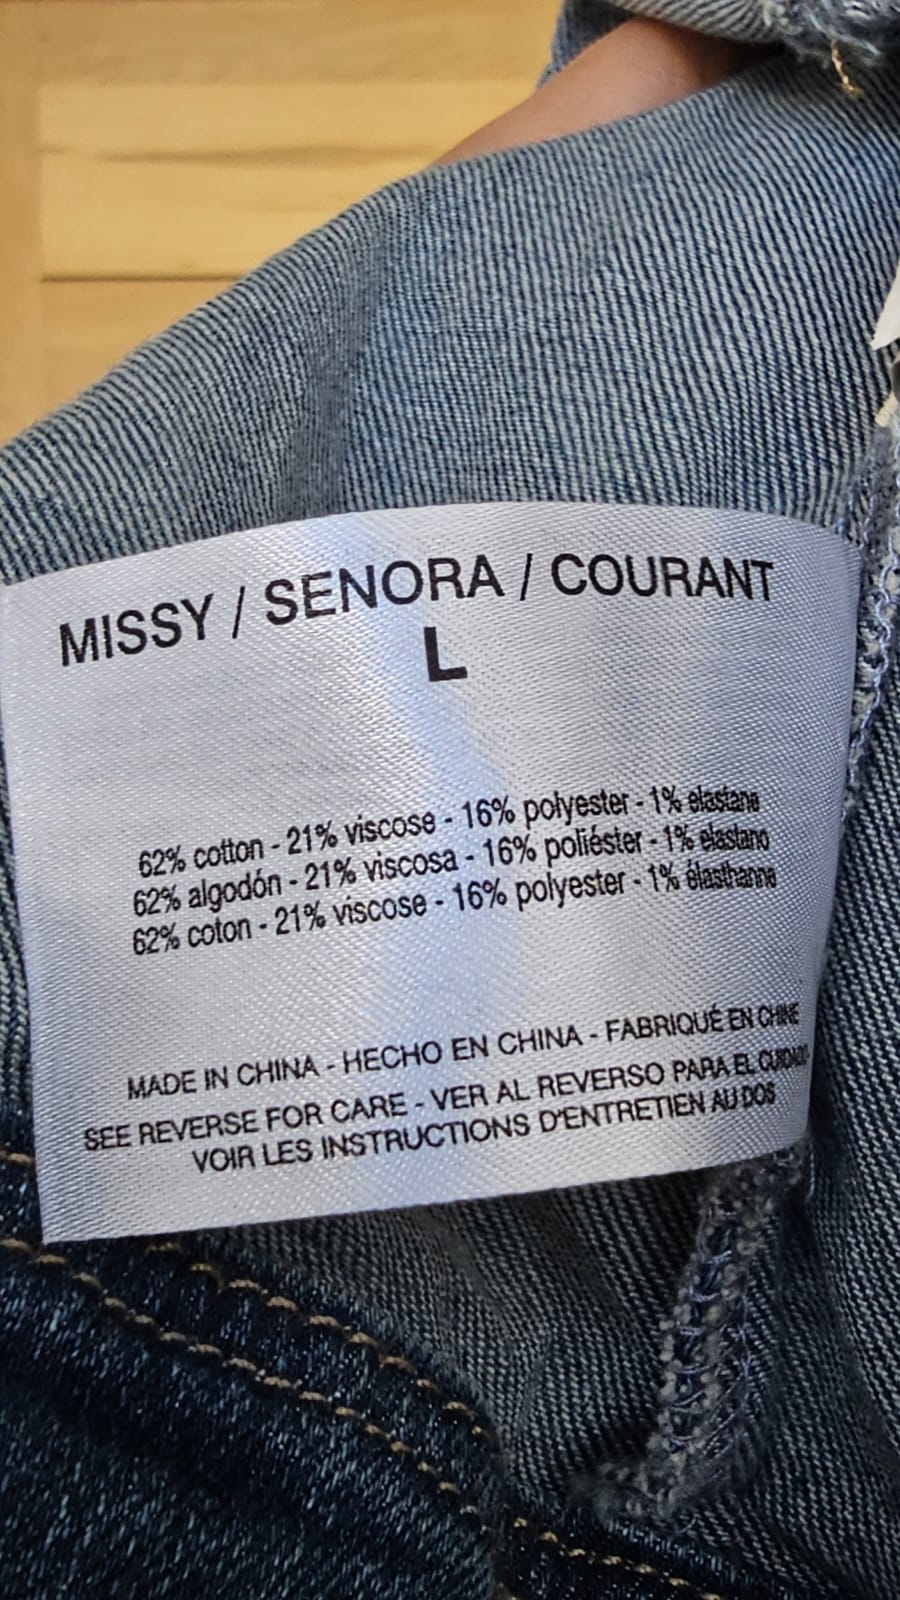 MISSY / SENORA / COURANT
L
62% cotton - 21% viscose - 16% polyester - 1% elastane
62% algodón - 21% viscosa - 16% poliéster - 1% elastano
62% coton - 21% viscose - 16% polyester - 1% élasthanne
MADE IN CHINA - HECHO EN CHINA - FABRIQUÉ EN CHINE
SEE REVERSE FOR CARE - VER AL REVERSO PARA EL CUIDADO
VOIR LES INSTRUCTIONS D'ENTRETIEN AU DOS